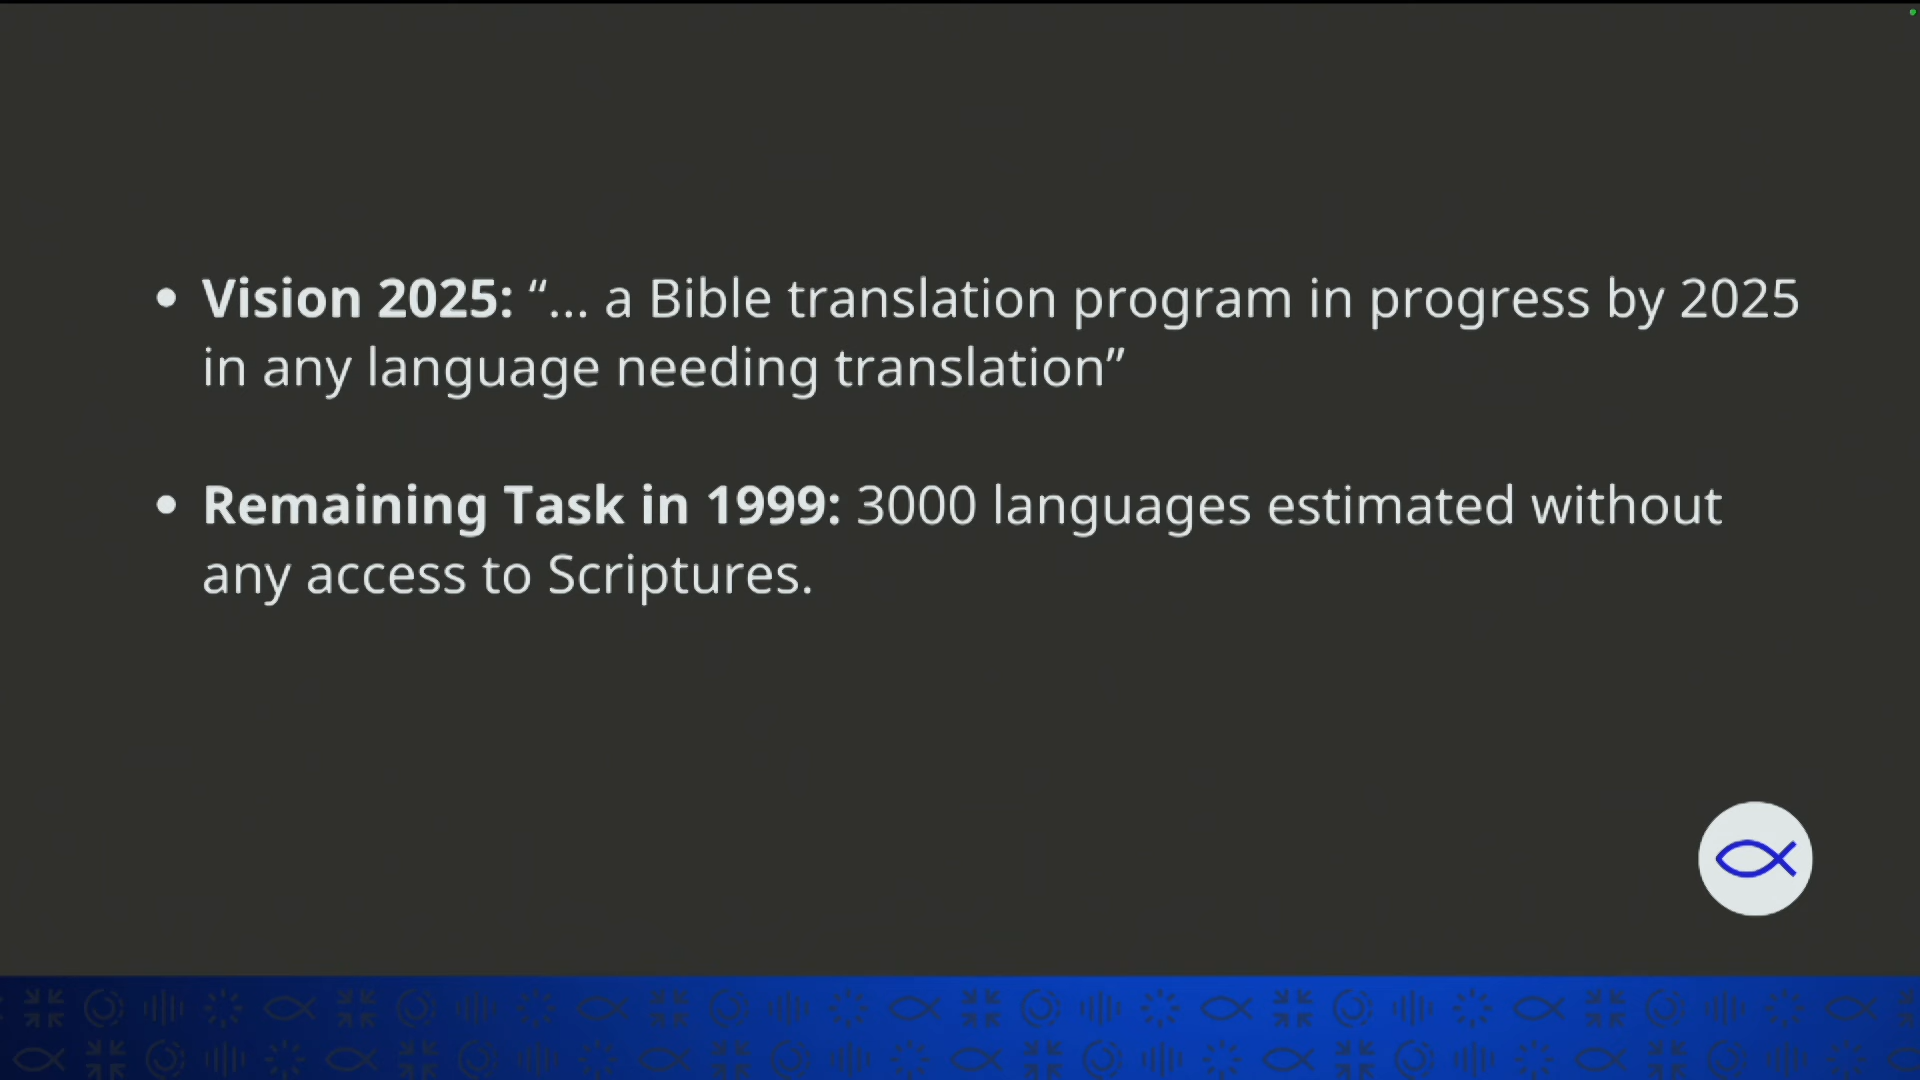 • Vision 2025: “... a Bible translation program in progress by 2025
in any language needing translation”
• Remaining Task in 1999: 3000 languages estimated without
any access to Scriptures.